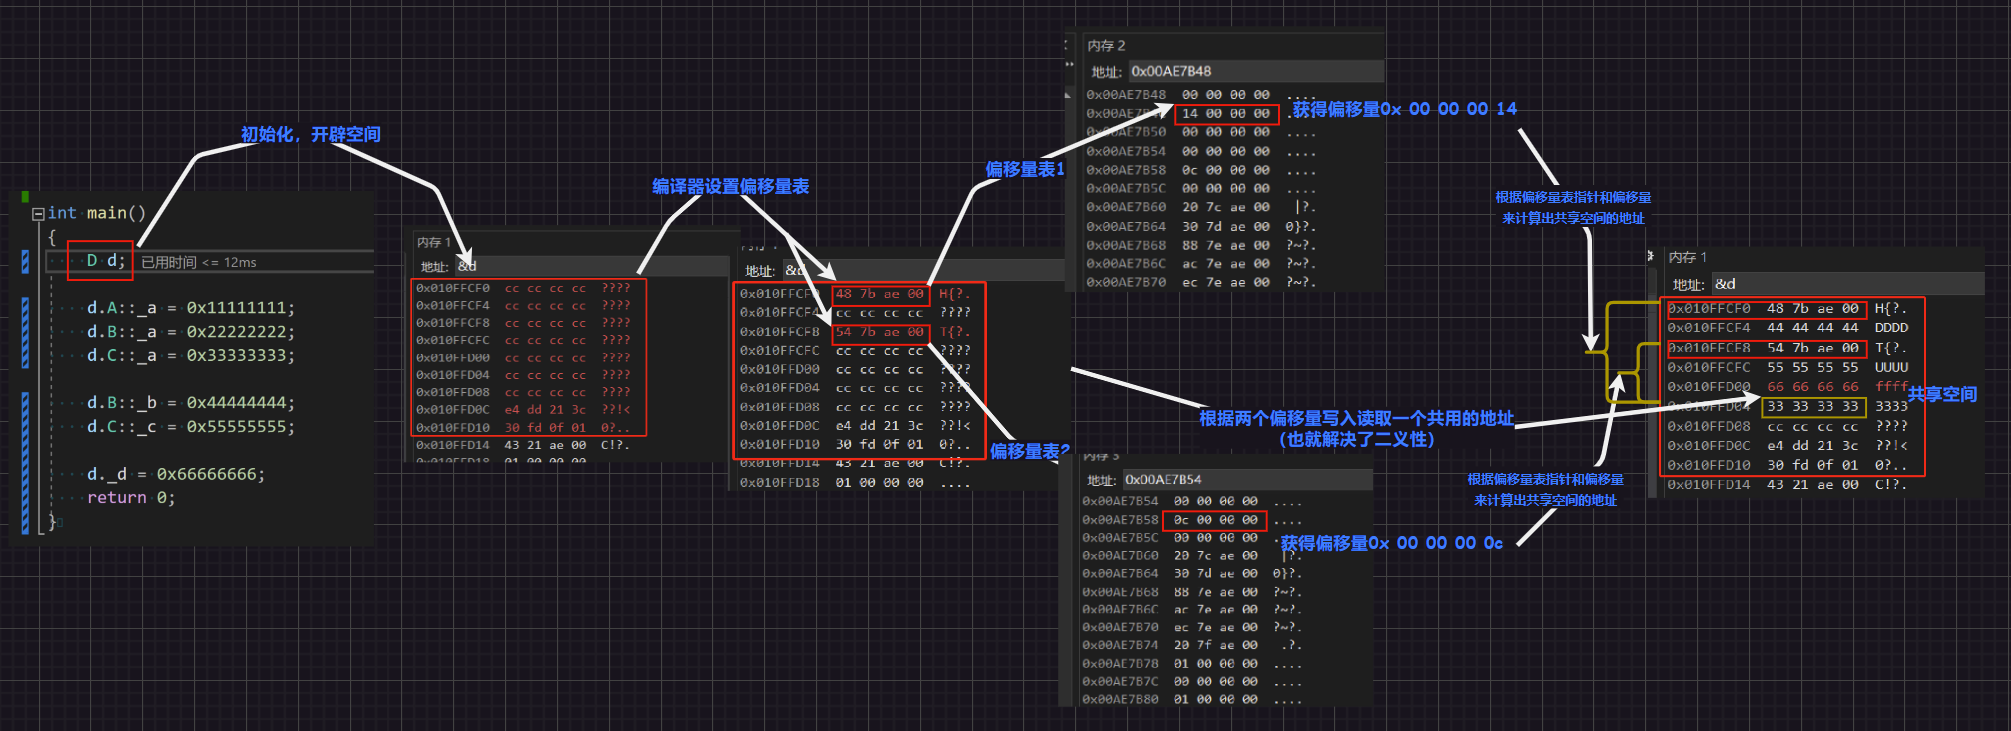 初始化，开辟空间
int main()
{
D d; 已用时间 <= 12ms
d.A::_a = 0x11111111;
d.B::_a = 0x22222222;
d.C::_a = 0x33333333;
d.B::_b = 0x44444444;
d.C::_c = 0x55555555;
d._d = 0x66666666;
return 0;
}
编译器设置偏移量表
内存 1
地址: &d
0x010FFCF0 cc cc cc cc ????
0x010FFCF4 cc cc cc cc ????
0x010FFCF8 cc cc cc cc ????
0x010FFCFC cc cc cc cc ????
0x010FFD00 cc cc cc cc ????
0x010FFD04 cc cc cc cc ????
0x010FFD08 cc cc cc cc ????
0x010FFD0C e4 dd 21 3c ??!<
0x010FFD10 30 fd 0f 01 0?..
0x010FFD14 43 21 ae 00 C!?.
地址: &d
0x010FFCF0 48 7b ae 00 H{?.
0x010FFCF4 cc cc cc cc ????
0x010FFCF8 54 7b ae 00 T{?.
0x010FFCFC cc cc cc cc ????
0x010FFD00 cc cc cc cc ????
0x010FFD04 cc cc cc cc ????
0x010FFD08 cc cc cc cc ????
0x010FFD0C e4 dd 21 3c ??!<
0x010FFD10 30 fd 0f 01 0?..
0x010FFD14 43 21 ae 00 C!?.
0x010FFD18 01 00 00 00 ....
偏移量表1
偏移量表2
内存 2
地址: 0x00AE7B48
0x00AE7B48 00 00 00 00 ....
14 00 00 00
0x00AE7B50 00 00 00 00 ....
0x00AE7B54 00 00 00 00 ....
0x00AE7B58 0c 00 00 00 ....
0x00AE7B5C 00 00 00 00 ....
0x00AE7B60 20 7c ae 00 |?.
0x00AE7B64 30 7d ae 00 0}?.
0x00AE7B68 88 7e ae 00 ?~?.
0x00AE7B6C ac 7e ae 00 ?~?.
0x00AE7B70 ec 7e ae 00 ?~?.
获得偏移量0x 00 00 00 14
根据两个偏移量写入读取一个共用的地址
（也就解决了二义性）
内存 3
地址: 0x00AE7B54
0x00AE7B54 00 00 00 00 ....
0x00AE7B58 0c 00 00 00 ....
0x00AE7B5C 00 00 00 00
0x00AE7B60 20 7c ae 00 |?.
0x00AE7B64 30 7d ae 00 0}?.
0x00AE7B68 88 7e ae 00 ?~?.
0x00AE7B6C ac 7e ae 00 ?~?.
0x00AE7B70 ec 7e ae 00 ?~?.
0x00AE7B74 20 7f ae 00 .?.
0x00AE7B78 01 00 00 00 ....
0x00AE7B7C 00 00 00 00 ....
0x00AE7B80 01 00 00 00 ....
获得偏移量0x 00 00 00 0c
根据偏移量表指针和偏移量
来计算出共享空间的地址
根据偏移量表指针和偏移量
来计算出共享空间的地址
内存 1
地址: &d
0x010FFCF0 48 7b ae 00 H{?.
0x010FFCF4 44 44 44 44 DDDD
0x010FFCF8 54 7b ae 00 T{?.
0x010FFCFC 55 55 55 55 UUUU
0x010FFD00 66 66 66 66 ffff
0x010FFD04 33 33 33 33 3333
0x010FFD08 cc cc cc cc ????
0x010FFD0C e4 dd 21 3c ??!<
0x010FFD10 30 fd 0f 01 0?..
0x010FFD14 43 21 ae 00 C!?.
共享空间